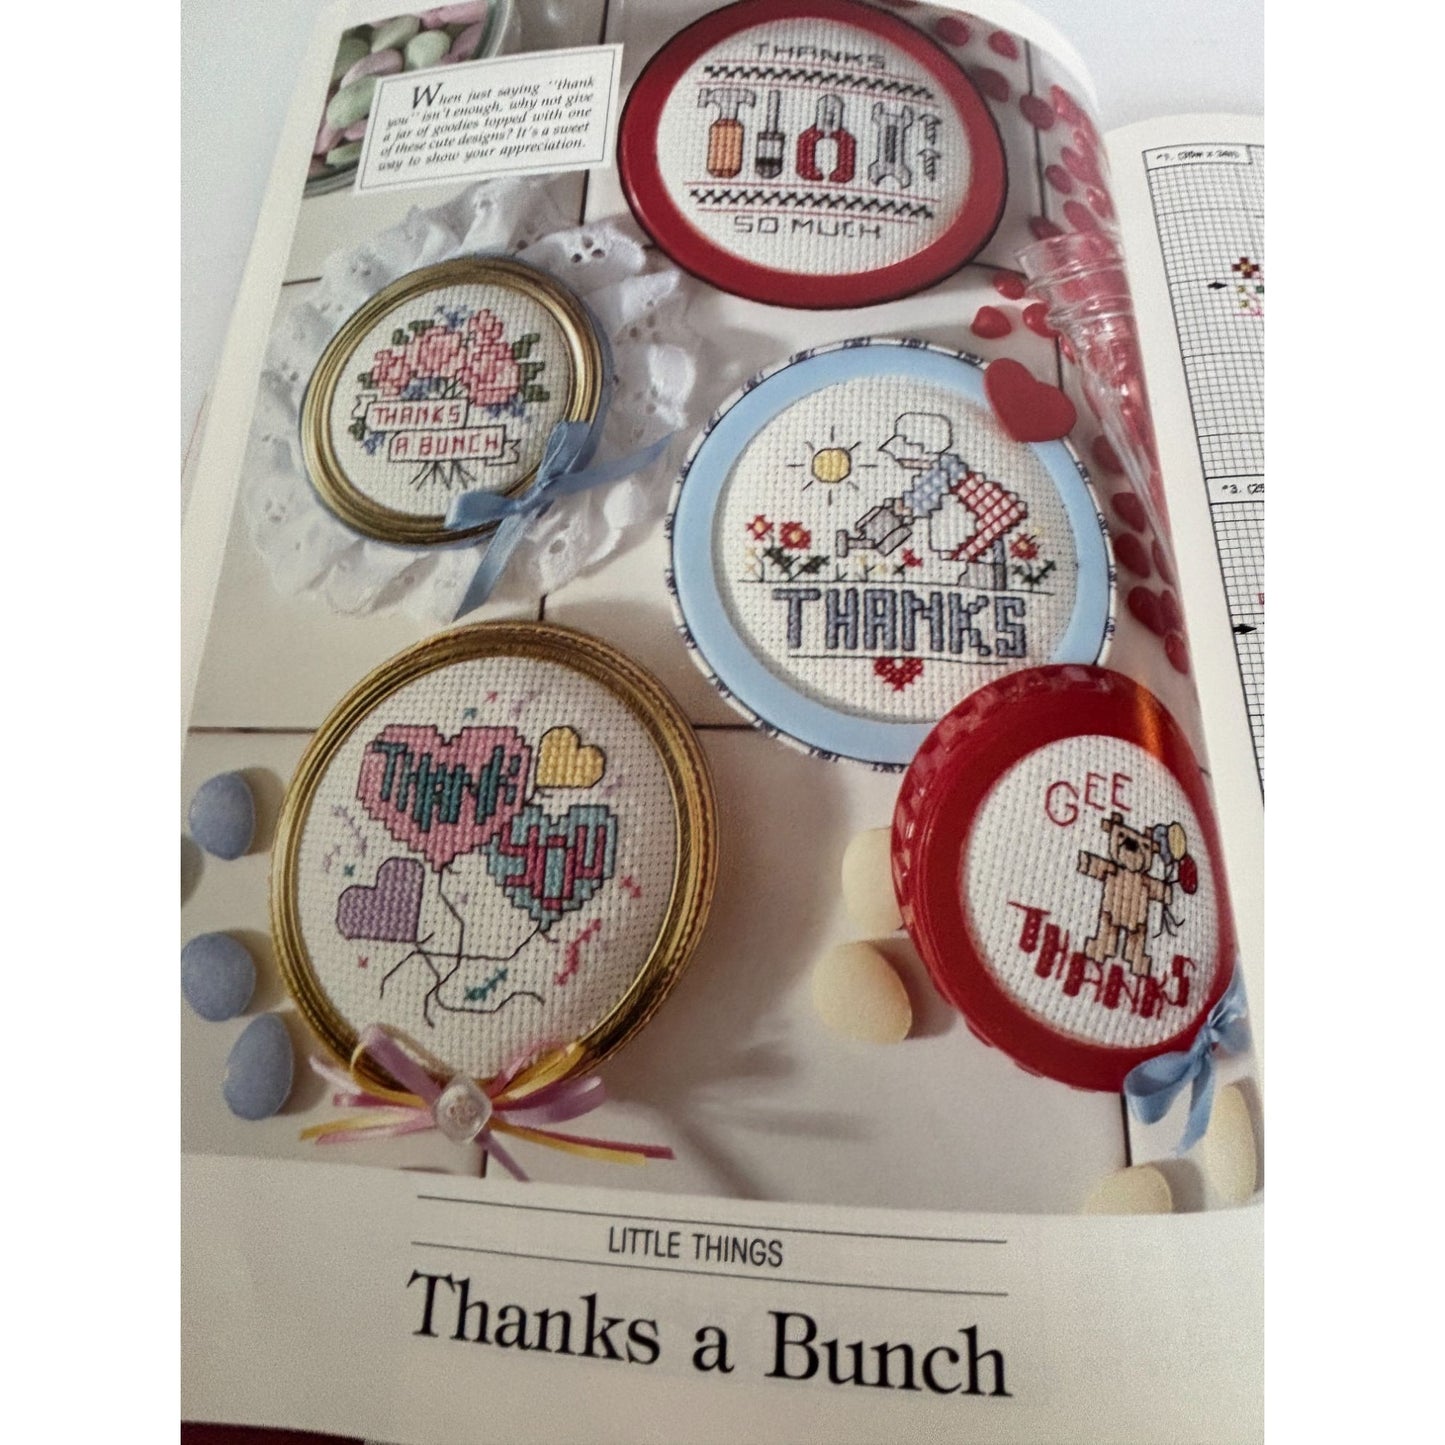 When just saying "thank
you" isn't enough, why not give
a jar of goodies topped with one
of these cute designs? It's a sweet
way to show your appreciation.
THANKS
SO MUCH
THANKS
A BUNCH
THANKS
THANK
YOU
GEE
THANKS
LITTLE THINGS
Thanks a Bunch